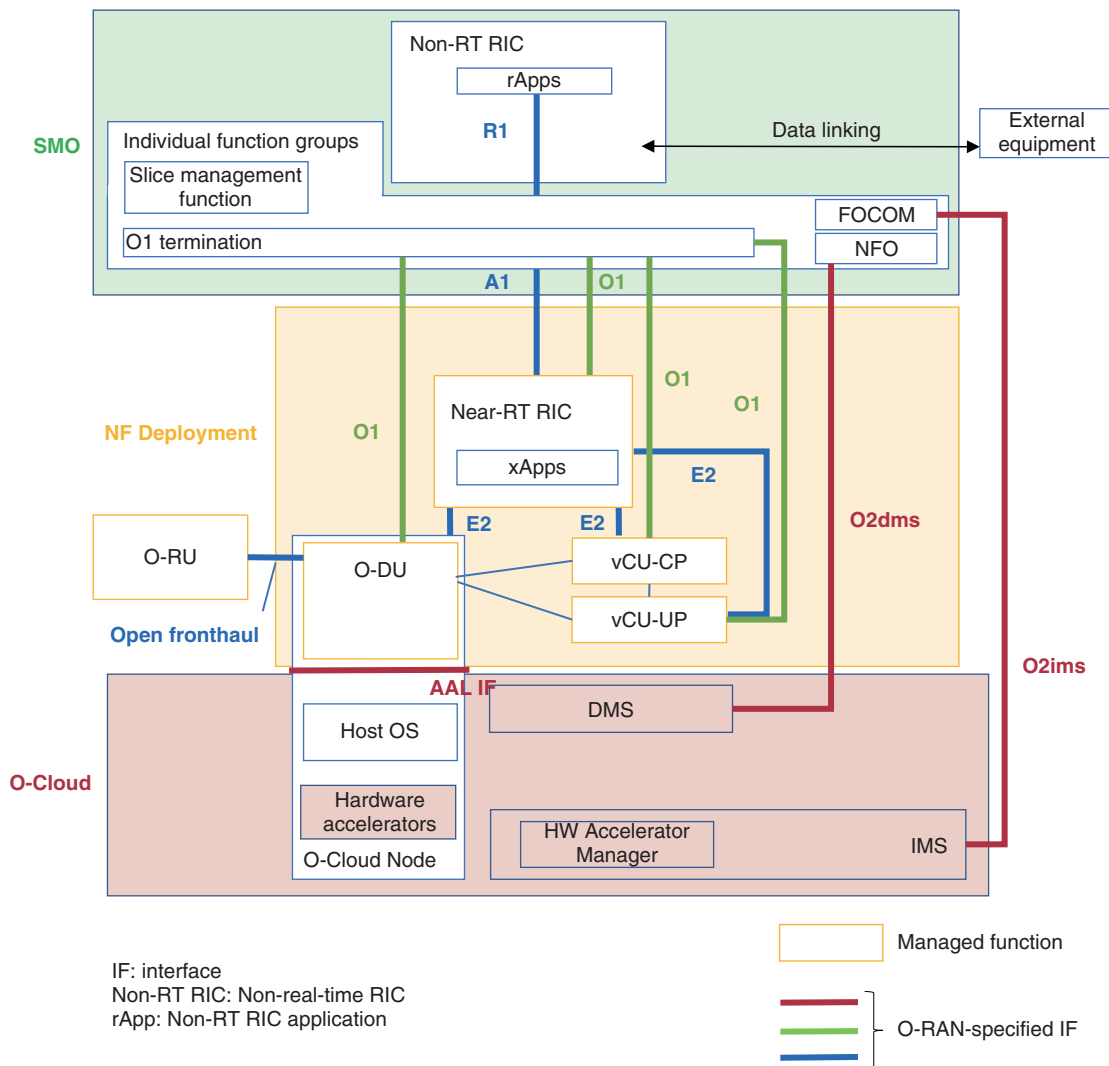 Non-RT RIC
rApps
R1
Data linking
External
equipment
SMO
Individual function groups
Slice management
function
FOCOM
O1 termination
NFO
A1
O1
O1
O1
Near-RT RIC
NF Deployment
O1
xApps
E2
O2dms
E2
E2
O-RU
O-DU
vCU-CP
vCU-UP
Open fronthaul
O2ims
AAL IF
DMS
Host OS
O-Cloud
Hardware
accelerators
HW Accelerator
Manager
IMS
O-Cloud Node
Managed function
IF: interface
Non-RT RIC: Non-real-time RIC
rApp: Non-RT RIC application
O-RAN-specified IF